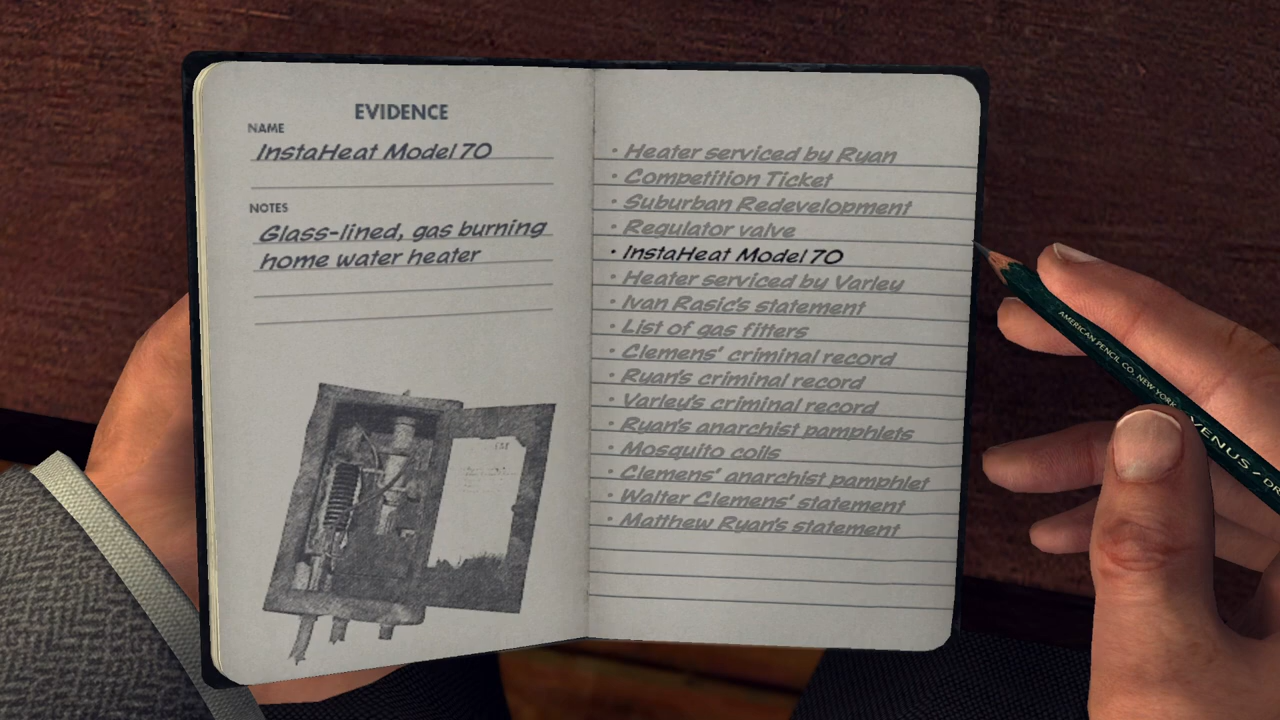 EVIDENCE
NAME
InstaHeat Model 70
NOTES
Glass-lined, gas burning
home water heater
• Heater serviced by Ryan
• Competition Ticket
• Suburban Redevelopment
• Regulator valve
• InstaHeat Model 70
• Heater serviced by Varley
• Ivan Rasic's statement
• List of gas fitters
• Clemens' criminal record
• Ryan's criminal record
• Varley's criminal record
• Ryan's anarchist pamphlets
• Mosquito coils
• Clemens' anarchist pamphlet
• Walter Clemens' statement
• Matthew Ryan's statement
AMERICAN PENCIL CO. NEW YORK
VENUS / DR